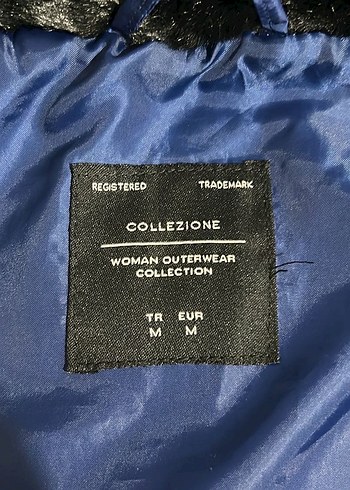 REGISTERED TRADEMARK
COLLEZIONE
WOMAN OUTERWEAR
COLLECTION
TR EUR
M M